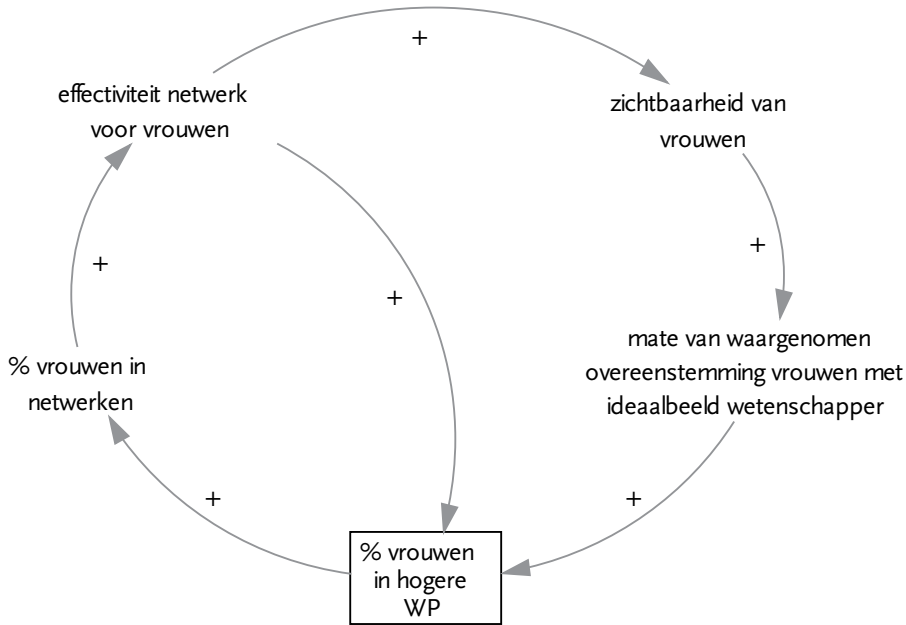 +
effectiviteit netwerk
voor vrouwen
zichtbaarheid van
vrouwen
+
+
+
mate van waargenomen
overeenstemming vrouwen met
ideaalbeeld wetenschapper
% vrouwen in
netwerken
+
+
% vrouwen
in hogere
WP